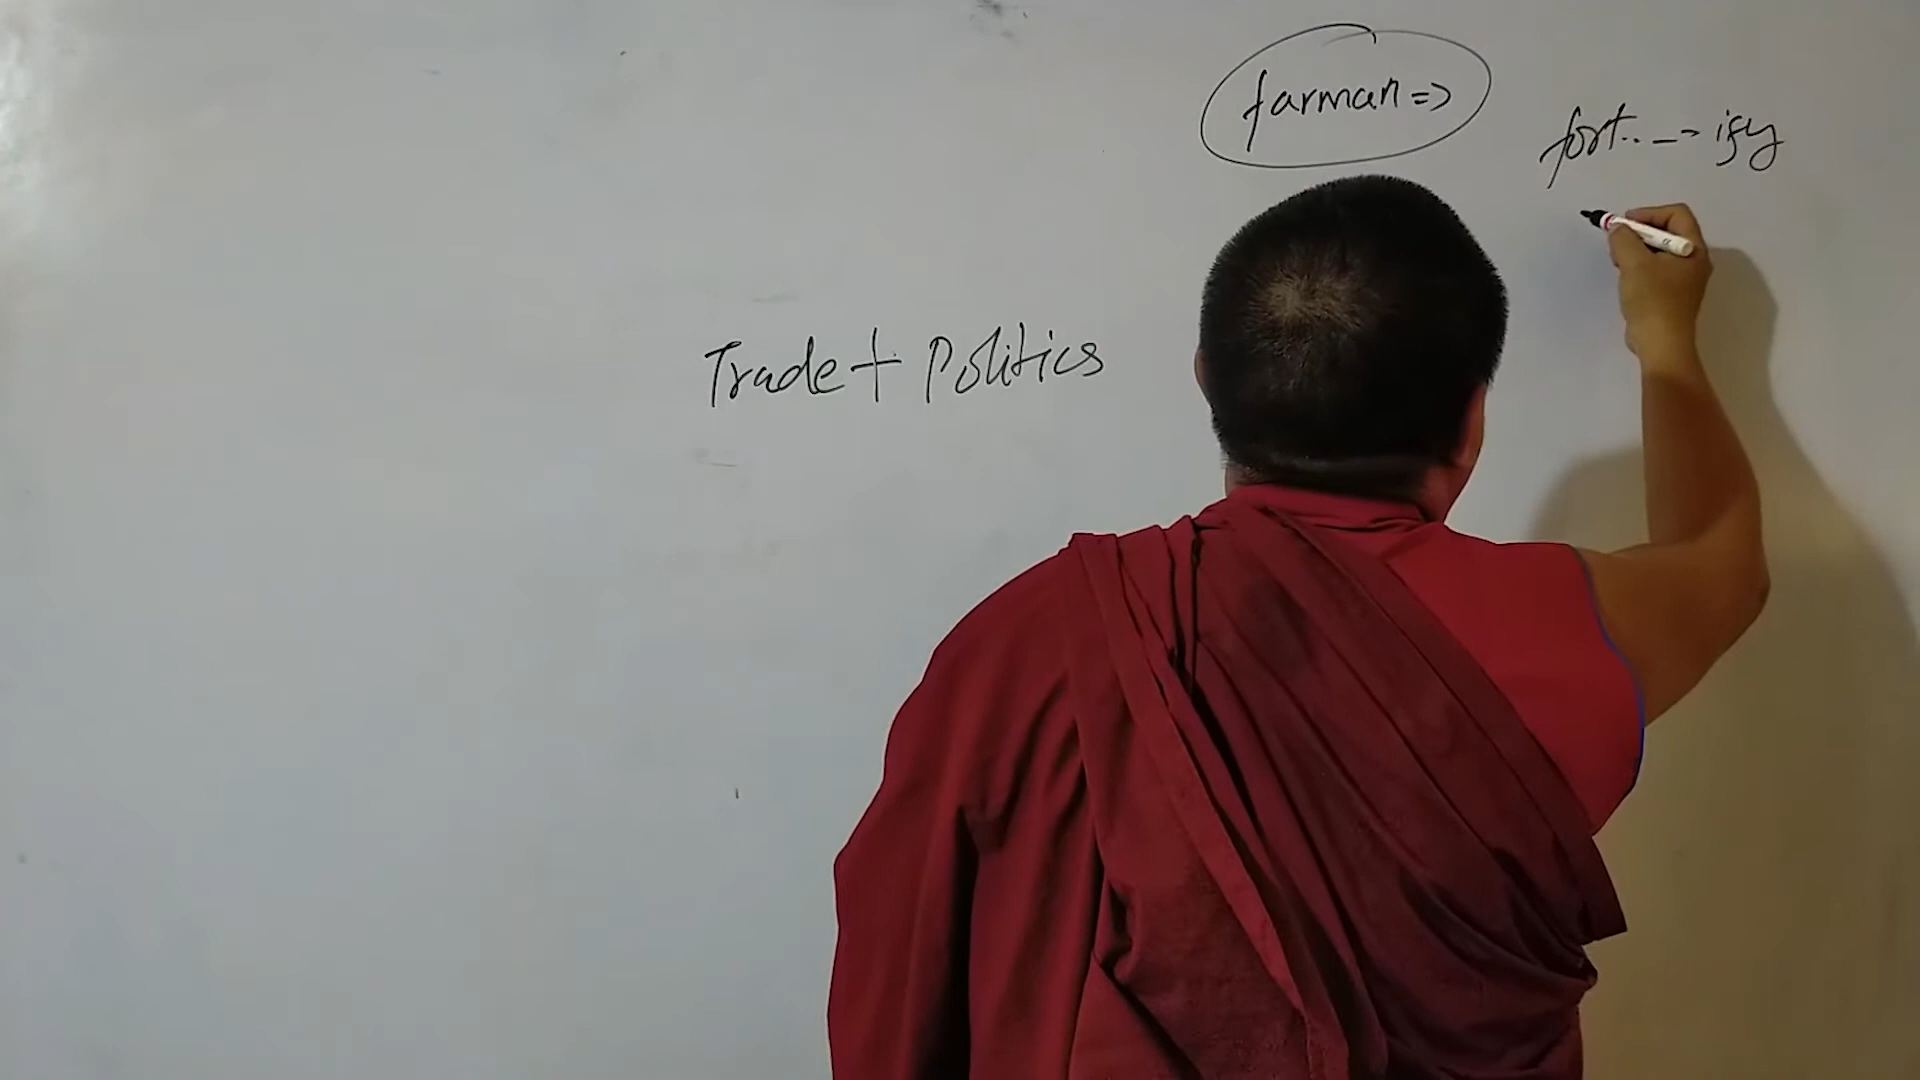 farman =>
fort.. _ - ify
Trade + Politics